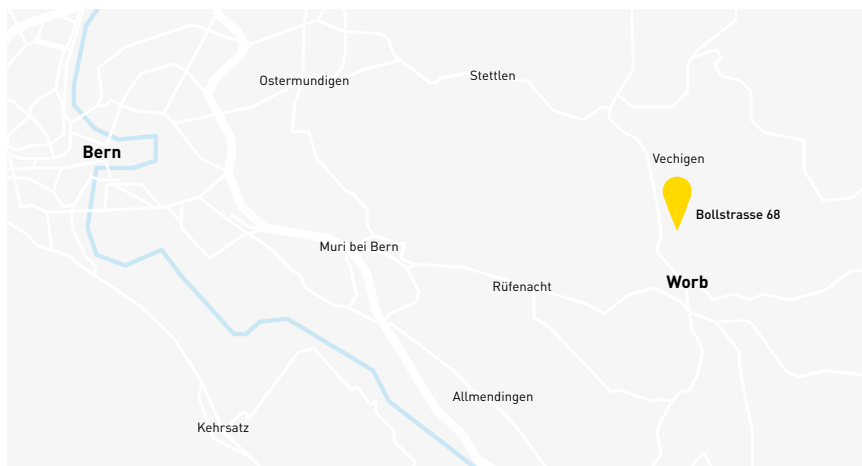 Ostermundigen
Stettlen
Bern
Vechigen
Bollstrasse 68
Muri bei Bern
Worb
Rüfenacht
Allmendingen
Kehrsatz